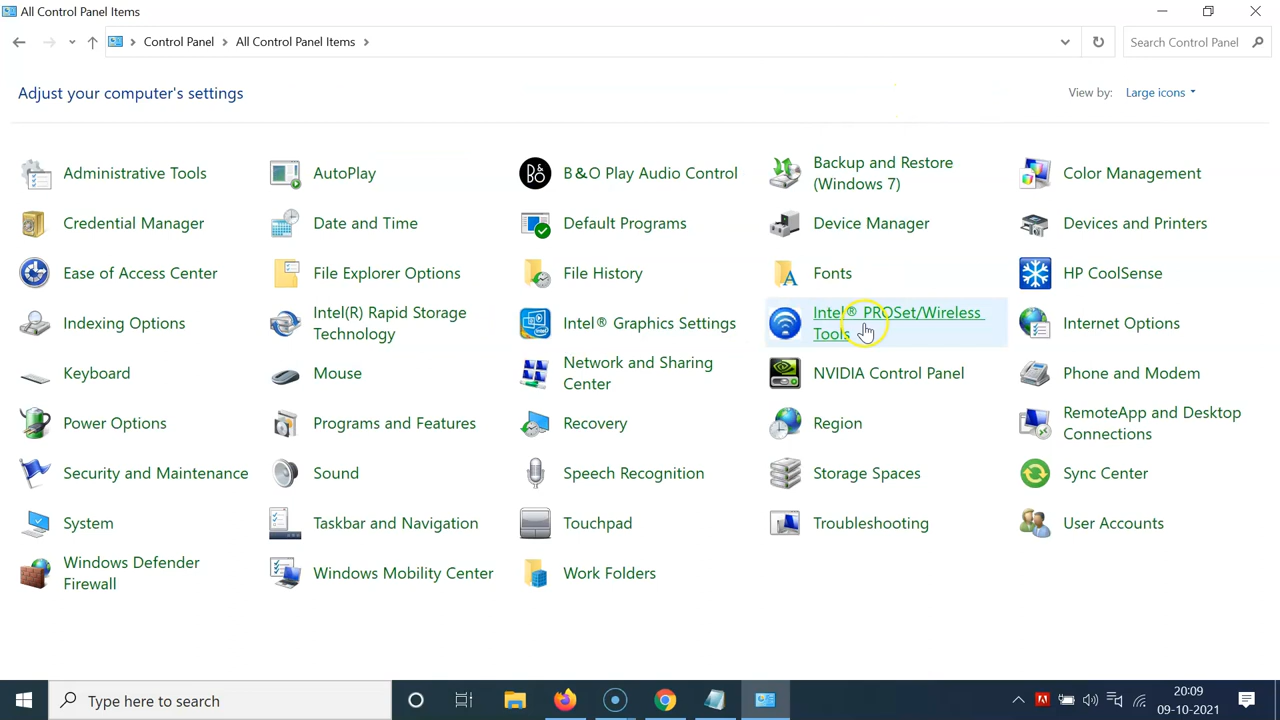 All Control Panel Items
Control Panel
All Control Panel Items
Search Control Panel
Adjust your computer's settings
View by:
Large icons
Administrative Tools
AutoPlay
B&O
B&O Play Audio Control
Backup and Restore
(Windows 7)
Color Management
Credential Manager
Date and Time
Default Programs
Device Manager
Devices and Printers
Ease of Access Center
File Explorer Options
File History
Fonts
HP CoolSense
Indexing Options
Intel(R) Rapid Storage
Technology
Intel® Graphics Settings
Intel® PROSet/Wireless
Tools
Internet Options
Keyboard
Mouse
Network and Sharing
Center
NVIDIA Control Panel
Phone and Modem
Power Options
Programs and Features
Recovery
Region
RemoteApp and Desktop
Connections
Security and Maintenance
Sound
Speech Recognition
Storage Spaces
Sync Center
System
Taskbar and Navigation
Touchpad
Troubleshooting
User Accounts
Windows Defender
Firewall
Windows Mobility Center
Work Folders
Type here to search
20:09
09-10-2021